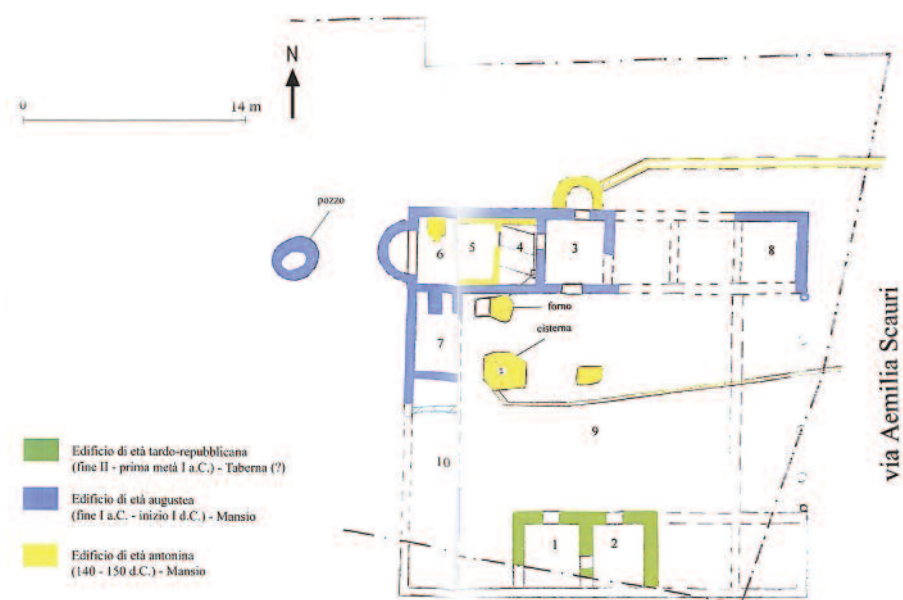 N
0 14 m
pozzo
6
5
4
3
8
forno
7
cisterna
via Aemilia Scauri
9
10
1
2
Edificio di età tardo-repubblicana
(fine II - prima metà I a.C.) - Taberna (?)
Edificio di età augustea
(fine I a.C. - inizio I d.C.) - Mansio
Edificio di età antonina
(140 - 150 d.C.) - Mansio